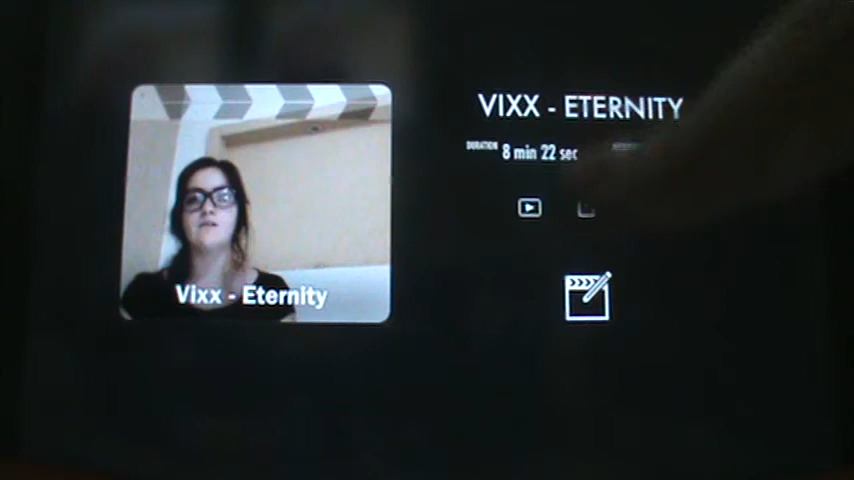 VIXX - ETERNITY
DURATION 8 min 22 sec
Vixx - Eternity